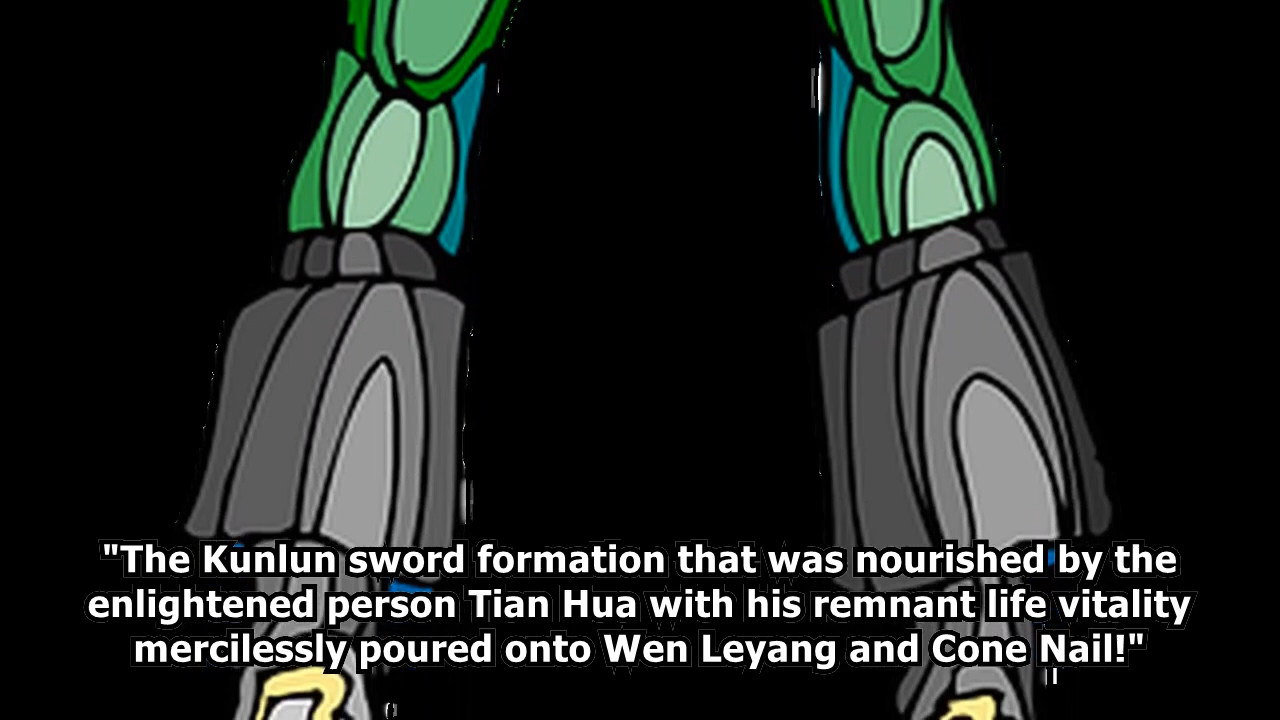 "The Kunlun sword formation that was nourished by the
enlightened person Tian Hua with his remnant life vitality
mercilessly poured onto Wen Leyang and Cone Nail!"